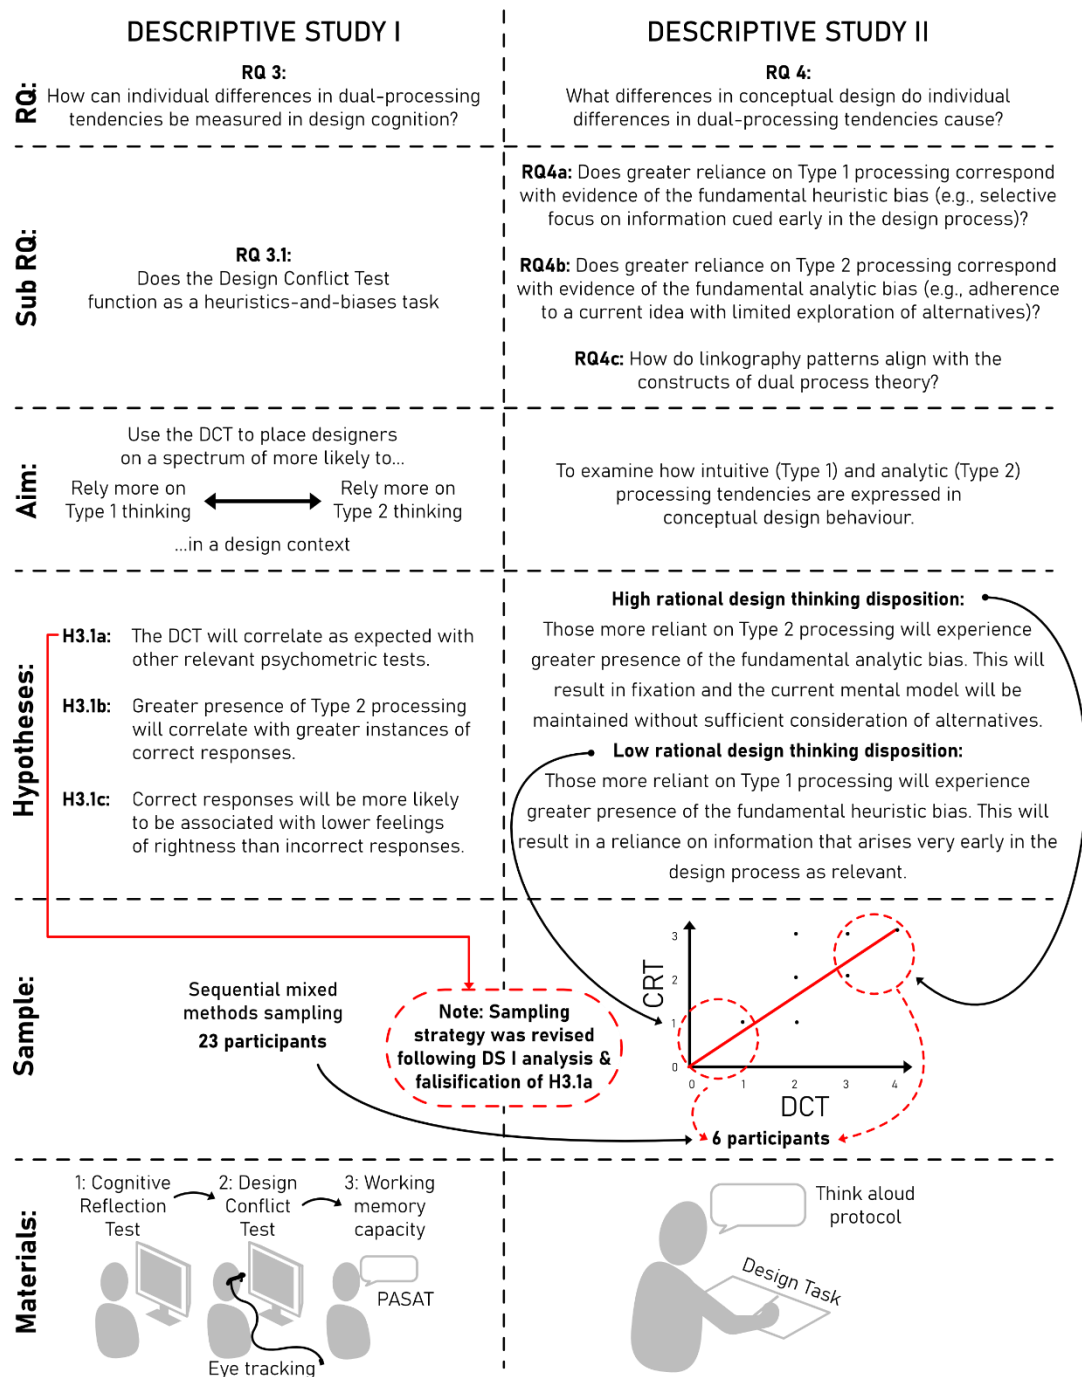 DESCRIPTIVE STUDY I
DESCRIPTIVE STUDY II
RQ:
RQ 3:
How can individual differences in dual-processing
tendencies be measured in design cognition?
RQ 4:
What differences in conceptual design do individual
differences in dual-processing tendencies cause?
Sub RQ:
RQ 3.1:
Does the Design Conflict Test
function as a heuristics-and-biases task
RQ4a: Does greater reliance on Type 1 processing correspond
with evidence of the fundamental heuristic bias (e.g., selective
focus on information cued early in the design process)?
RQ4b: Does greater reliance on Type 2 processing correspond
with evidence of the fundamental analytic bias (e.g., adherence
to a current idea with limited exploration of alternatives)?
RQ4c: How do linkography patterns align with the
constructs of dual process theory?
Aim:
Use the DCT to place designers
on a spectrum of more likely to...
Rely more on
Type 1 thinking
Rely more on
Type 2 thinking
...in a design context
To examine how intuitive (Type 1) and analytic (Type 2)
processing tendencies are expressed in
conceptual design behaviour.
Hypotheses:
H3.1a: The DCT will correlate as expected with
other relevant psychometric tests.
H3.1b: Greater presence of Type 2 processing
will correlate with greater instances of
correct responses.
H3.1c: Correct responses will be more likely
to be associated with lower feelings
of rightness than incorrect responses.
High rational design thinking disposition:
Those more reliant on Type 2 processing will experience
greater presence of the fundamental analytic bias. This will
result in fixation and the current mental model will be
maintained without sufficient consideration of alternatives.
Low rational design thinking disposition:
Those more reliant on Type 1 processing will experience
greater presence of the fundamental heuristic bias. This will
result in a reliance on information that arises very early in the
design process as relevant.
Sample:
Sequential mixed
methods sampling
23 participants
Note: Sampling
strategy was revised
following DS I analysis &
falisification of H3.1a
CRT
3
2
1
0
0 1 2 3 4
DCT
6 participants
Materials:
1: Cognitive
Reflection
Test
2: Design
Conflict
Test
3: Working
memory
capacity
PASAT
Eye tracking
Think aloud
protocol
Design Task